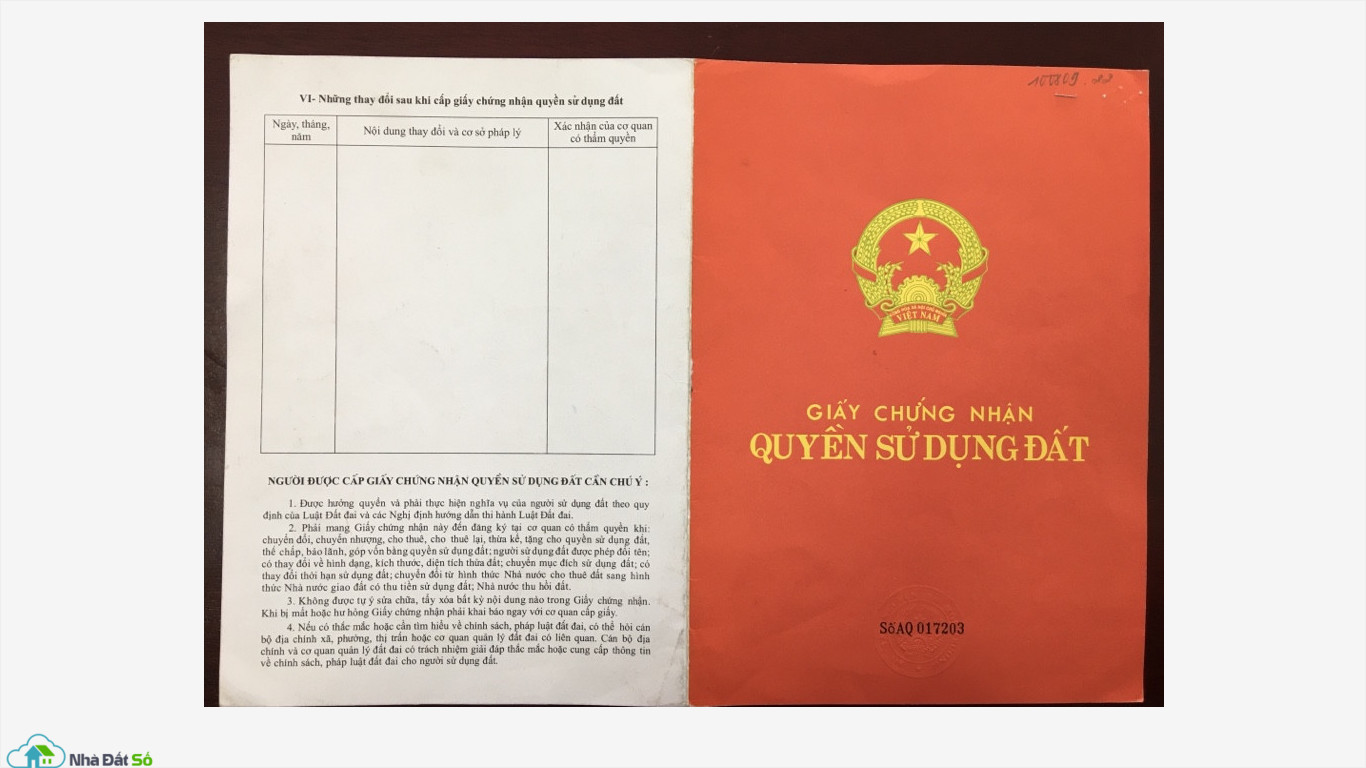 VI- Những thay đổi sau khi cấp giấy chứng nhận quyền sử dụng đất
Ngày, tháng,
năm
Nội dung thay đổi và cơ sở pháp lý
Xác nhận của cơ quan
có thẩm quyền
NGƯỜI ĐƯỢC CẤP GIẤY CHỨNG NHẬN QUYỀN SỬ DỤNG ĐẤT CẦN CHÚ Ý :
1. Được hưởng quyền và phải thực hiện nghĩa vụ của người sử dụng đất theo quy
định của Luật Đất đai và các Nghị định hướng dẫn thi hành Luật Đất đai.
2. Phải mang Giấy chứng nhận này đến đăng ký tại cơ quan có thẩm quyền khi:
chuyển đổi, chuyển nhượng, cho thuê, cho thuê lại, thừa kế, tặng cho quyền sử dụng đất,
thế chấp, bảo lãnh, góp vốn bằng quyền sử dụng đất; người sử dụng đất được phép đổi tên;
có thay đổi về hình dạng, kích thước, diện tích thửa đất; chuyển mục đích sử dụng đất; có
thay đổi thời hạn sử dụng đất; chuyển đổi từ hình thức Nhà nước cho thuê đất sang hình
thức Nhà nước giao đất có thu tiền sử dụng đất; Nhà nước thu hồi đất.
3. Không được tự ý sửa chữa, tẩy xóa bất kỳ nội dung nào trong Giấy chứng nhận.
Khi bị mất hoặc hư hỏng Giấy chứng nhận phải khai báo ngay với cơ quan cấp giấy.
4. Nếu có thắc mắc hoặc cần tìm hiểu về chính sách, pháp luật đất đai, có thể hỏi cán
bộ địa chính xã, phường, thị trấn hoặc cơ quan quản lý đất đai có liên quan. Cán bộ địa
chính và cơ quan quản lý đất đai có trách nhiệm giải đáp thắc mắc hoặc cung cấp thông tin
về chính sách, pháp luật đất đai cho người sử dụng đất.
VIỆT NAM
GIẤY CHỨNG NHẬN
QUYỀN SỬ DỤNG ĐẤT
Số AQ 017203
Nhà Đất Số